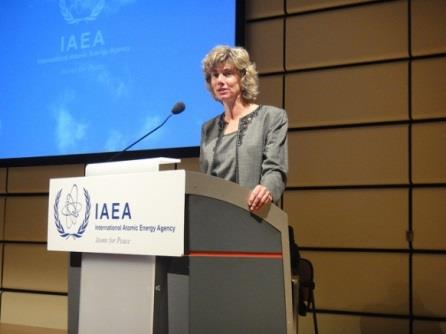 IAEA
International Atomic Energy Agency
IAEA
International Atomic Energy Agency
Atoms for Peace